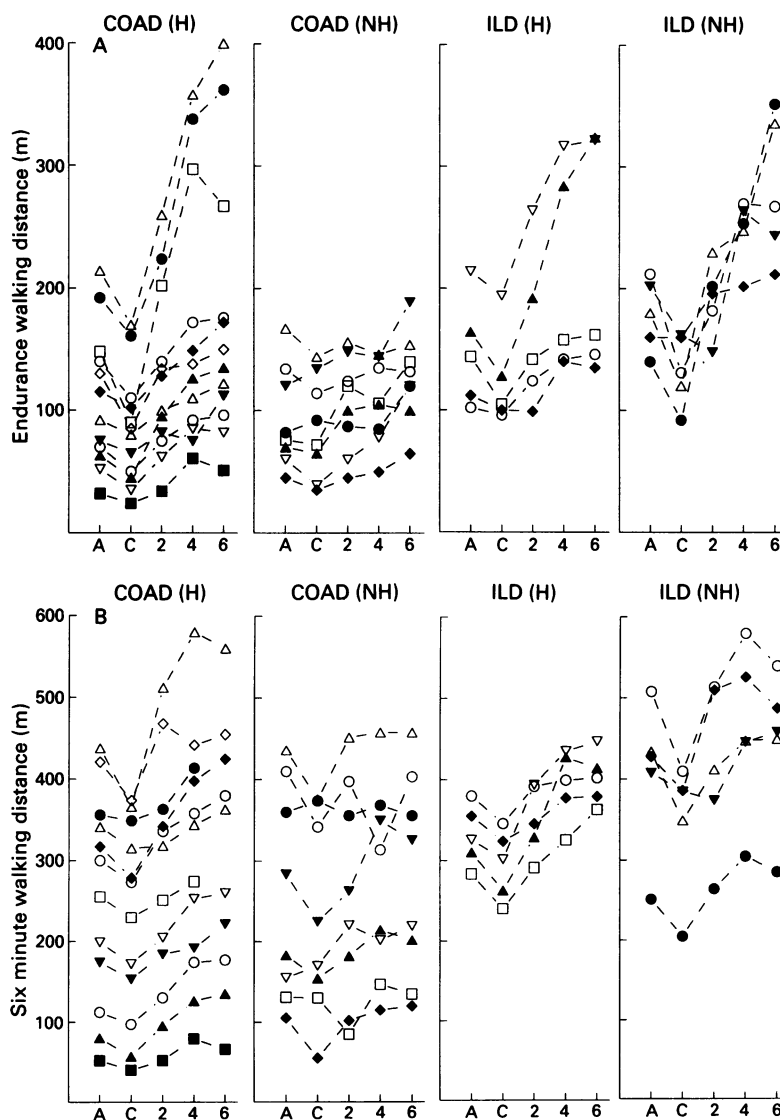 COAD (H) COAD (NH) ILD (H) ILD (NH)
A
Endurance walking distance (m)
400
300
200
100
A C 2 4 6 A C 2 4 6 A C 2 4 6 A C 2 4 6
COAD (H) COAD (NH) ILD (H) ILD (NH)
B
Six minute walking distance (m)
600
500
400
300
200
100
A C 2 4 6 A C 2 4 6 A C 2 4 6 A C 2 4 6